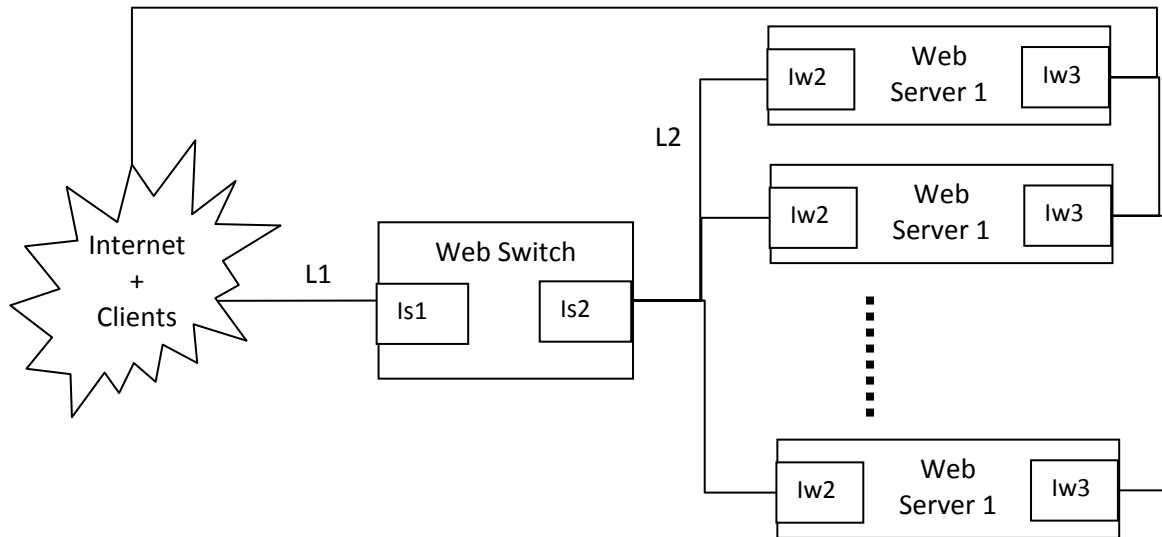 Iw2
Web
Server 1
Iw3
L2
Iw2
Web
Server 1
Iw3
Internet
+
Clients
L1
Web Switch
Is1
Is2
Iw2
Web
Server 1
Iw3